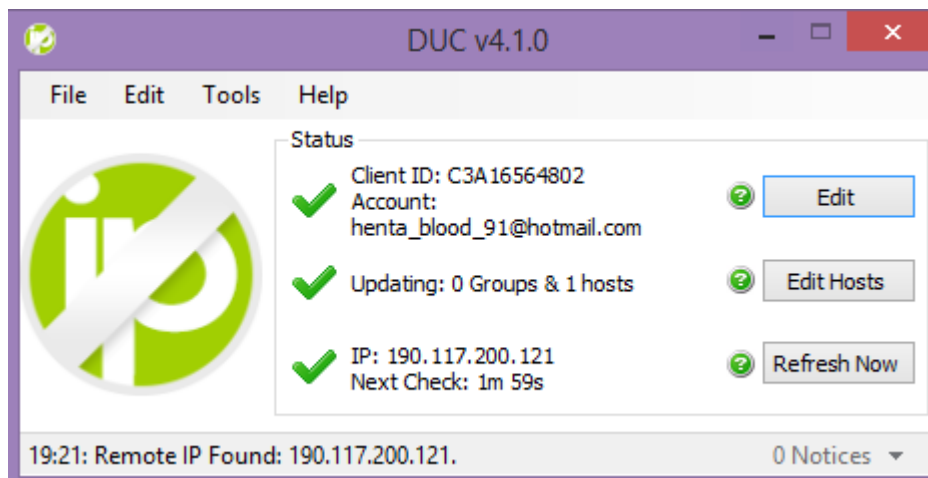 DUC v4.1.0
File Edit Tools Help
Status
Client ID: C3A16564802
Account:
henta_blood_91@hotmail.com
Edit
Updating: 0 Groups & 1 hosts
Edit Hosts
IP: 190.117.200.121
Next Check: 1m 59s
Refresh Now
19:21: Remote IP Found: 190.117.200.121.
0 Notices
ip